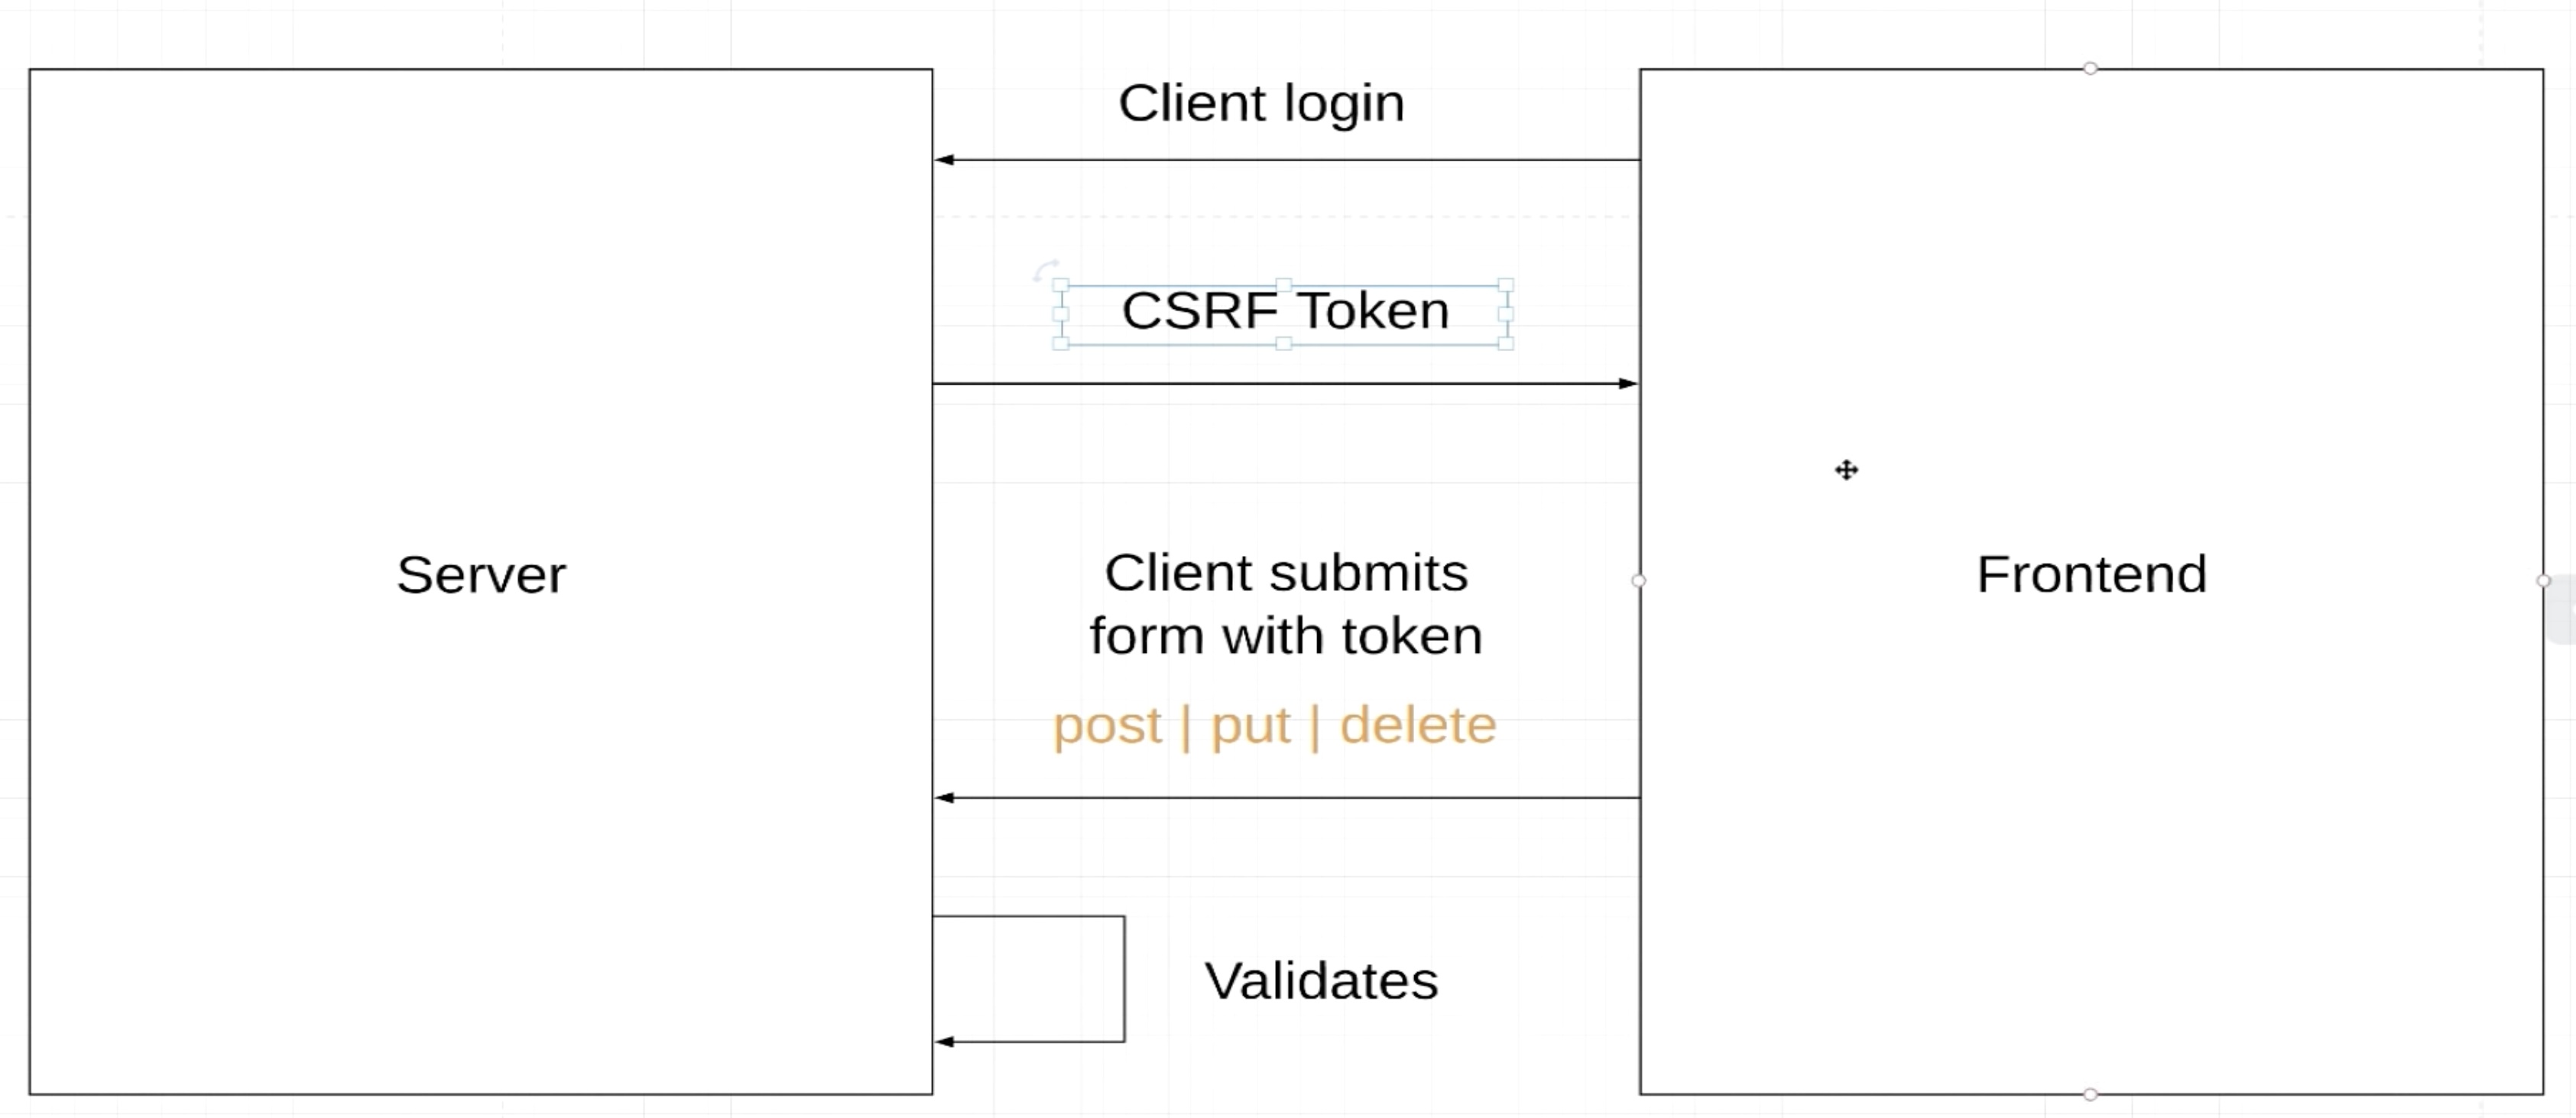 Client login
CSRF Token
Server
Client submits
form with token
post | put | delete
Frontend
Validates